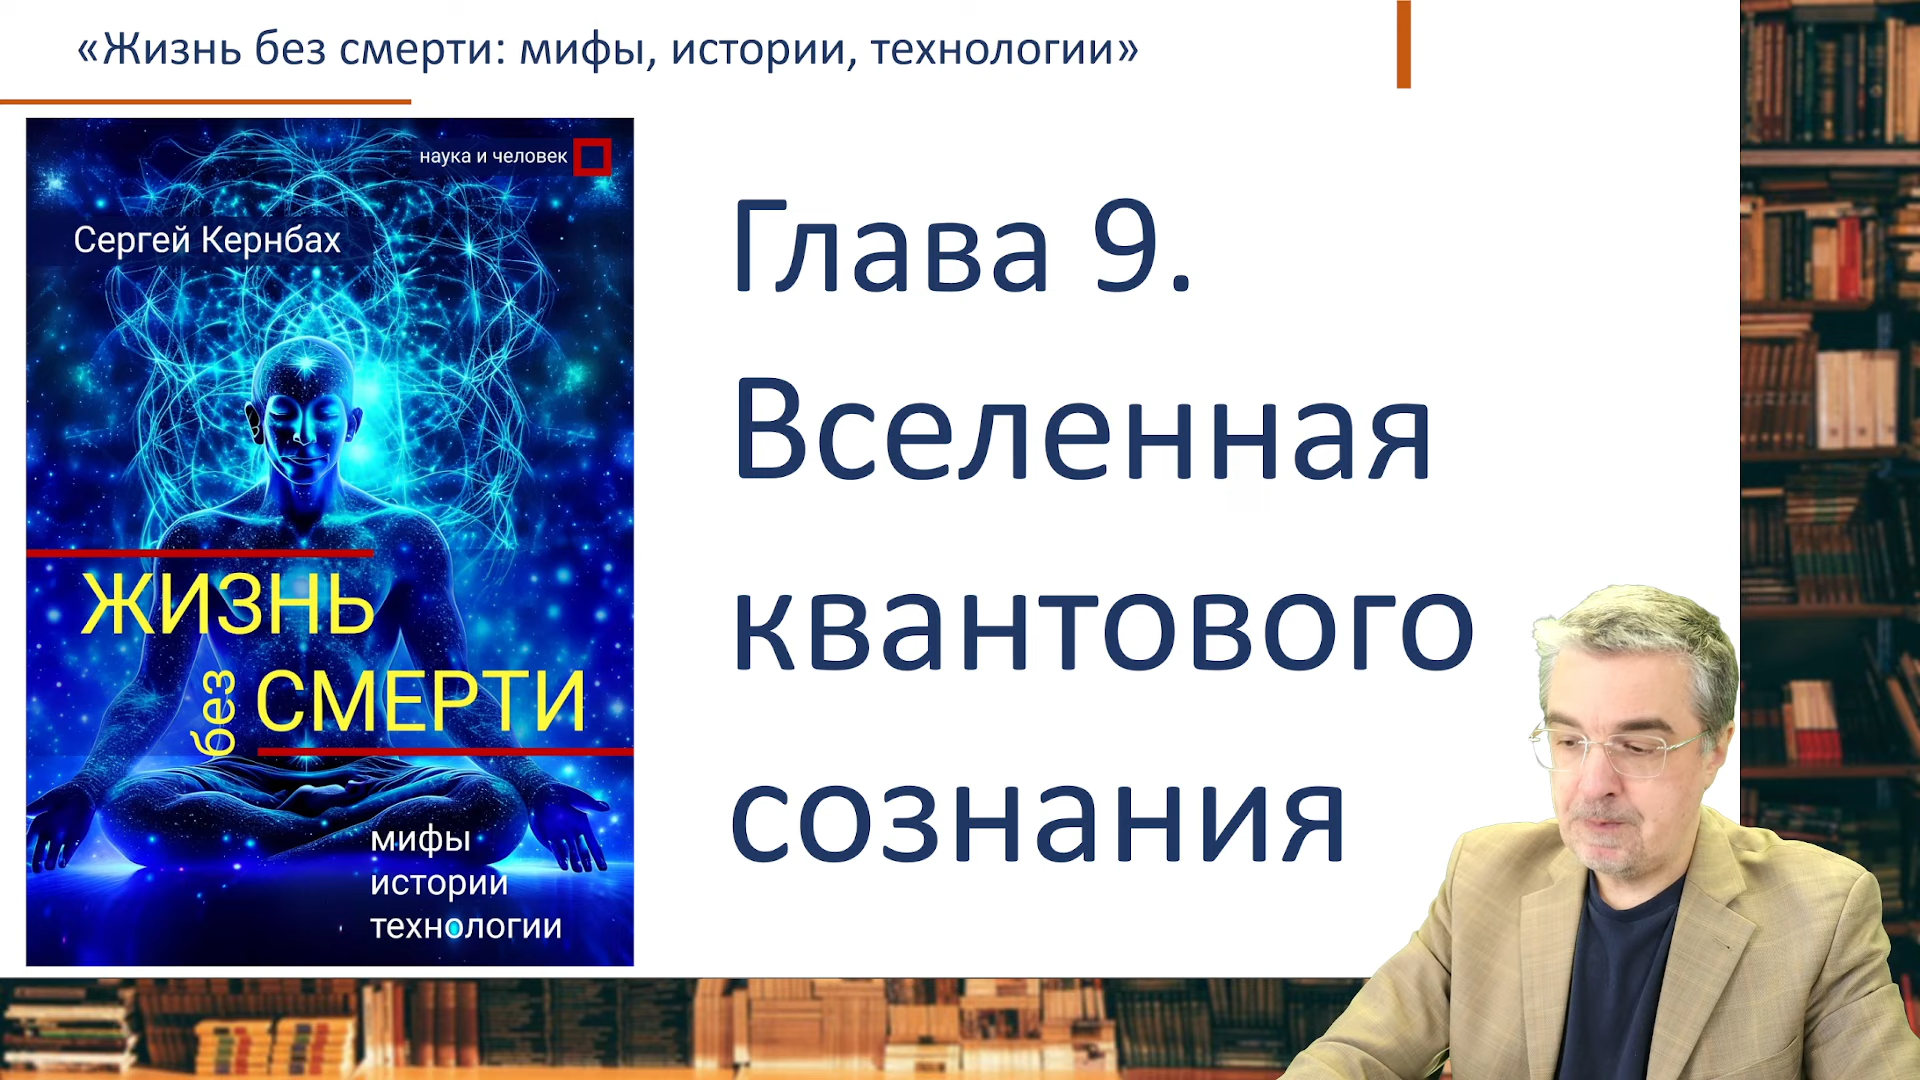 «Жизнь без смерти: мифы, истории, технологии»
наука и человек
Сергей Кернбах
ЖИЗНЬ
без СМЕРТИ
мифы
истории
технологии
Глава 9.
Вселенная
квантового
сознания